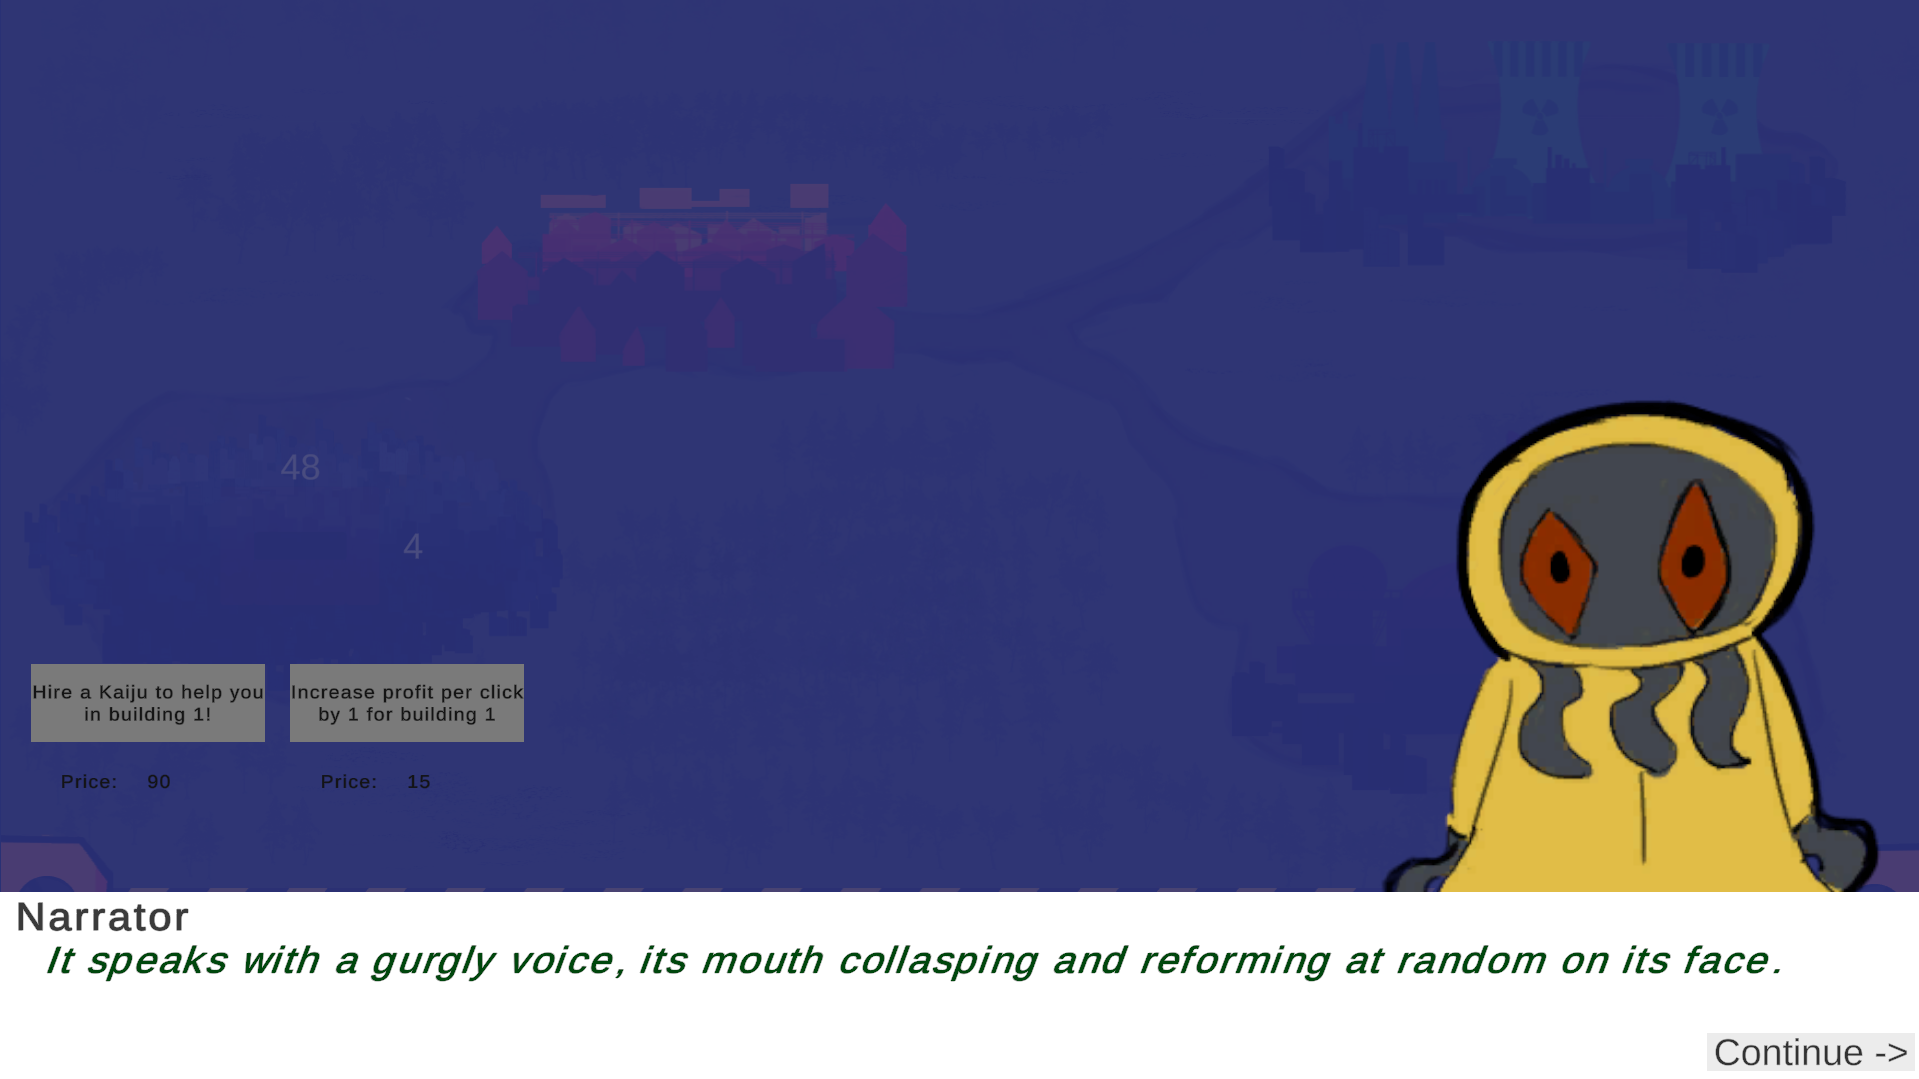 48
4
Hire a Kaiju to help you
in building 1!
Increase profit per click
by 1 for building 1
Price: 90
Price: 15
Narrator
It speaks with a gurgly voice, its mouth collasping and reforming at random on its face.
Continue ->